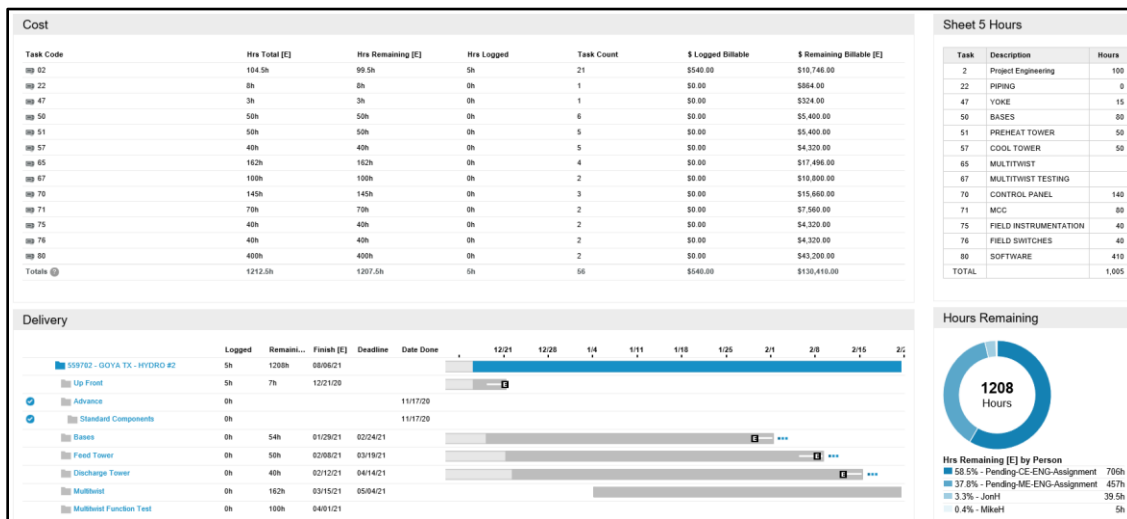 Cost
Task Code Hrs Total [E] Hrs Remaining [E] Hrs Logged Task Count $ Logged Billable $ Remaining Billable [E]
02 104.5h 99.5h 5h 21 $540.00 $10,746.00
22 8h 8h 0h 1 $0.00 $864.00
47 3h 3h 0h 1 $0.00 $324.00
50 50h 50h 0h 6 $0.00 $5,400.00
51 50h 50h 0h 5 $0.00 $5,400.00
57 40h 40h 0h 5 $0.00 $4,320.00
65 162h 162h 0h 4 $0.00 $17,496.00
67 100h 100h 0h 2 $0.00 $10,800.00
70 145h 145h 0h 3 $0.00 $15,660.00
71 70h 70h 0h 2 $0.00 $7,560.00
75 40h 40h 0h 2 $0.00 $4,320.00
76 40h 40h 0h 2 $0.00 $4,320.00
80 400h 400h 0h 2 $0.00 $43,200.00
Totals ? 1212.5h 1207.5h 5h 56 $540.00 $130,410.00
Sheet 5 Hours
Task Description Hours
2 Project Engineering 100
22 PIPING 0
47 YOKE 15
50 BASES 80
51 PREHEAT TOWER 50
57 COOL TOWER 50
65 MULTITWIST
67 MULTITWIST TESTING
70 CONTROL PANEL 140
71 MCC 80
75 FIELD INSTRUMENTATION 40
76 FIELD SWITCHES 40
80 SOFTWARE 410
TOTAL 1,005
Delivery
Logged Remaini... Finish [E] Deadline Date Done 12/21 12/28 1/4 1/11 1/18 1/25 2/1 2/8 2/15 2/2
559702 - GOYA TX - HYDRO #2 5h 1208h 08/06/21
Up Front 5h 7h 12/21/20 E
Advance 0h 11/17/20
Standard Components 0h 11/17/20
Bases 0h 54h 01/29/21 02/24/21 E
Feed Tower 0h 50h 02/08/21 03/19/21 E
Discharge Tower 0h 40h 02/12/21 04/14/21 E
Multitwist 0h 162h 03/15/21 05/04/21
Multitwist Function Test 0h 100h 04/01/21
Hours Remaining
1208
Hours
Hrs Remaining [E] by Person
58.5% - Pending-CE-ENG-Assignment 706h
37.8% - Pending-ME-ENG-Assignment 457h
3.3% - JonH 39.5h
0.4% - MikeH 5h